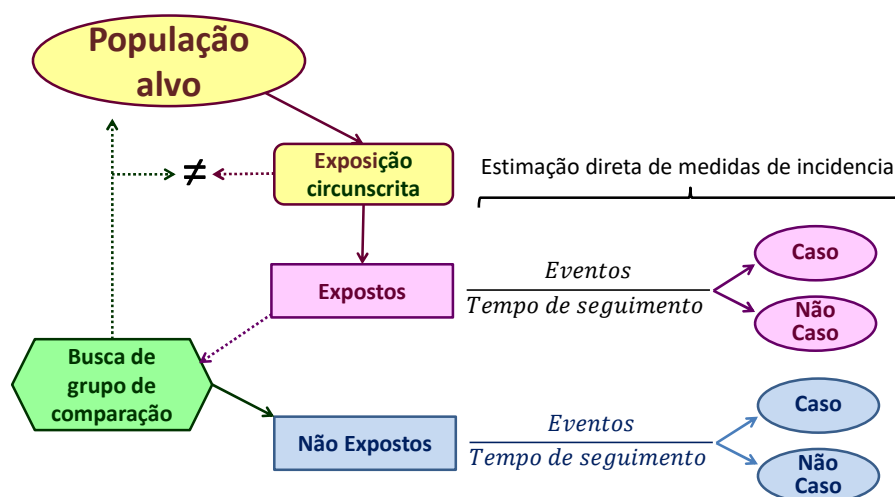 População
alvo
≠
Exposição
circunscrita
Estimação direta de medidas de incidencia
Expostos
Eventos
Tempo de seguimento
Caso
Não
Caso
Busca de
grupo de
comparação
Não Expostos
Eventos
Tempo de seguimento
Caso
Não
Caso